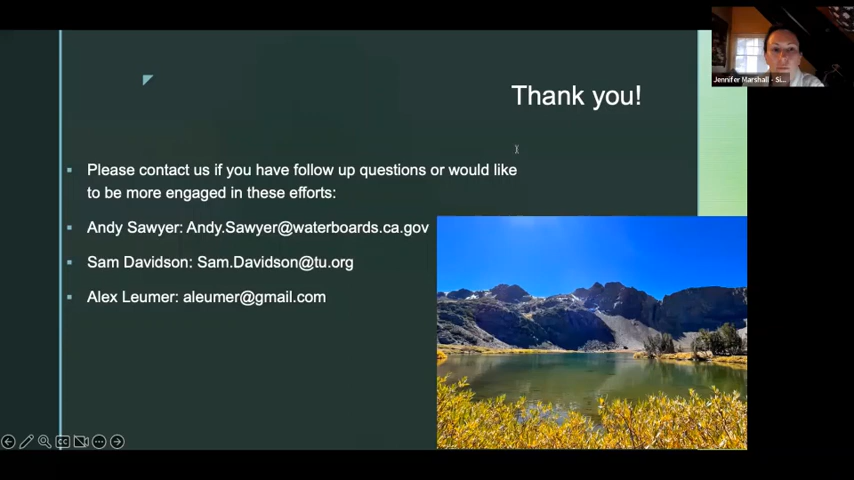 Jennifer Marshall - Si...
Thank you!
Please contact us if you have follow up questions or would like
to be more engaged in these efforts:
Andy Sawyer: Andy.Sawyer@waterboards.ca.gov
Sam Davidson: Sam.Davidson@tu.org
Alex Leumer: aleumer@gmail.com
CC